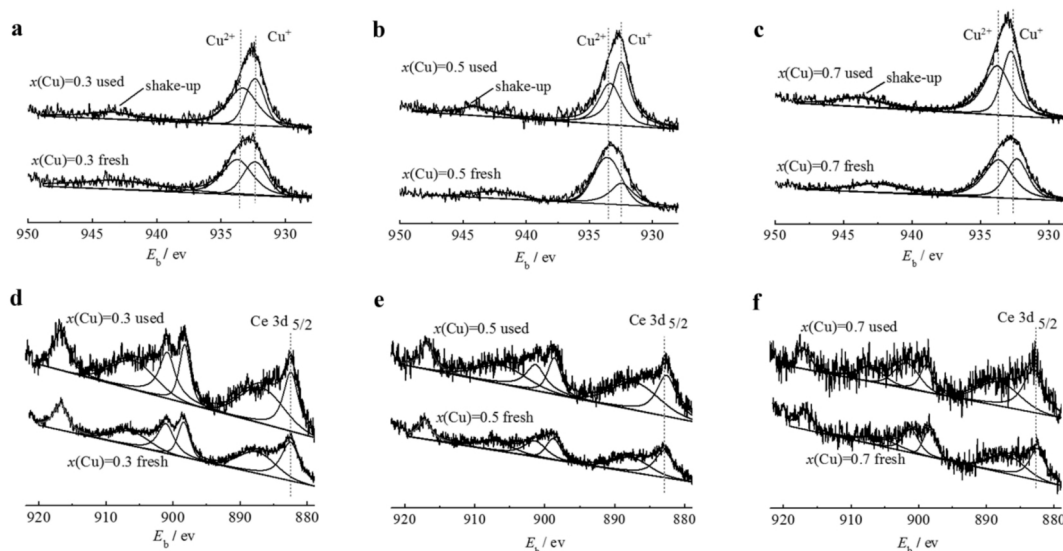 a
Cu2+
Cu+
x(Cu)=0.3 used
shake-up
x(Cu)=0.3 fresh
950 945 940 935 930
Eb / ev
b
Cu2+
Cu+
x(Cu)=0.5 used
shake-up
x(Cu)=0.5 fresh
950 945 940 935 930
Eb / ev
c
Cu2+
Cu+
x(Cu)=0.7 used
shake-up
x(Cu)=0.7 fresh
950 945 940 935 930
Eb / ev
d
x(Cu)=0.3 used
Ce 3d 5/2
x(Cu)=0.3 fresh
920 910 900 890 880
Eb / ev
e
x(Cu)=0.5 used
Ce 3d 5/2
x(Cu)=0.5 fresh
920 910 900 890 880
Eb / ev
f
x(Cu)=0.7 used
Ce 3d 5/2
x(Cu)=0.7 fresh
920 910 900 890 880
Eb / ev